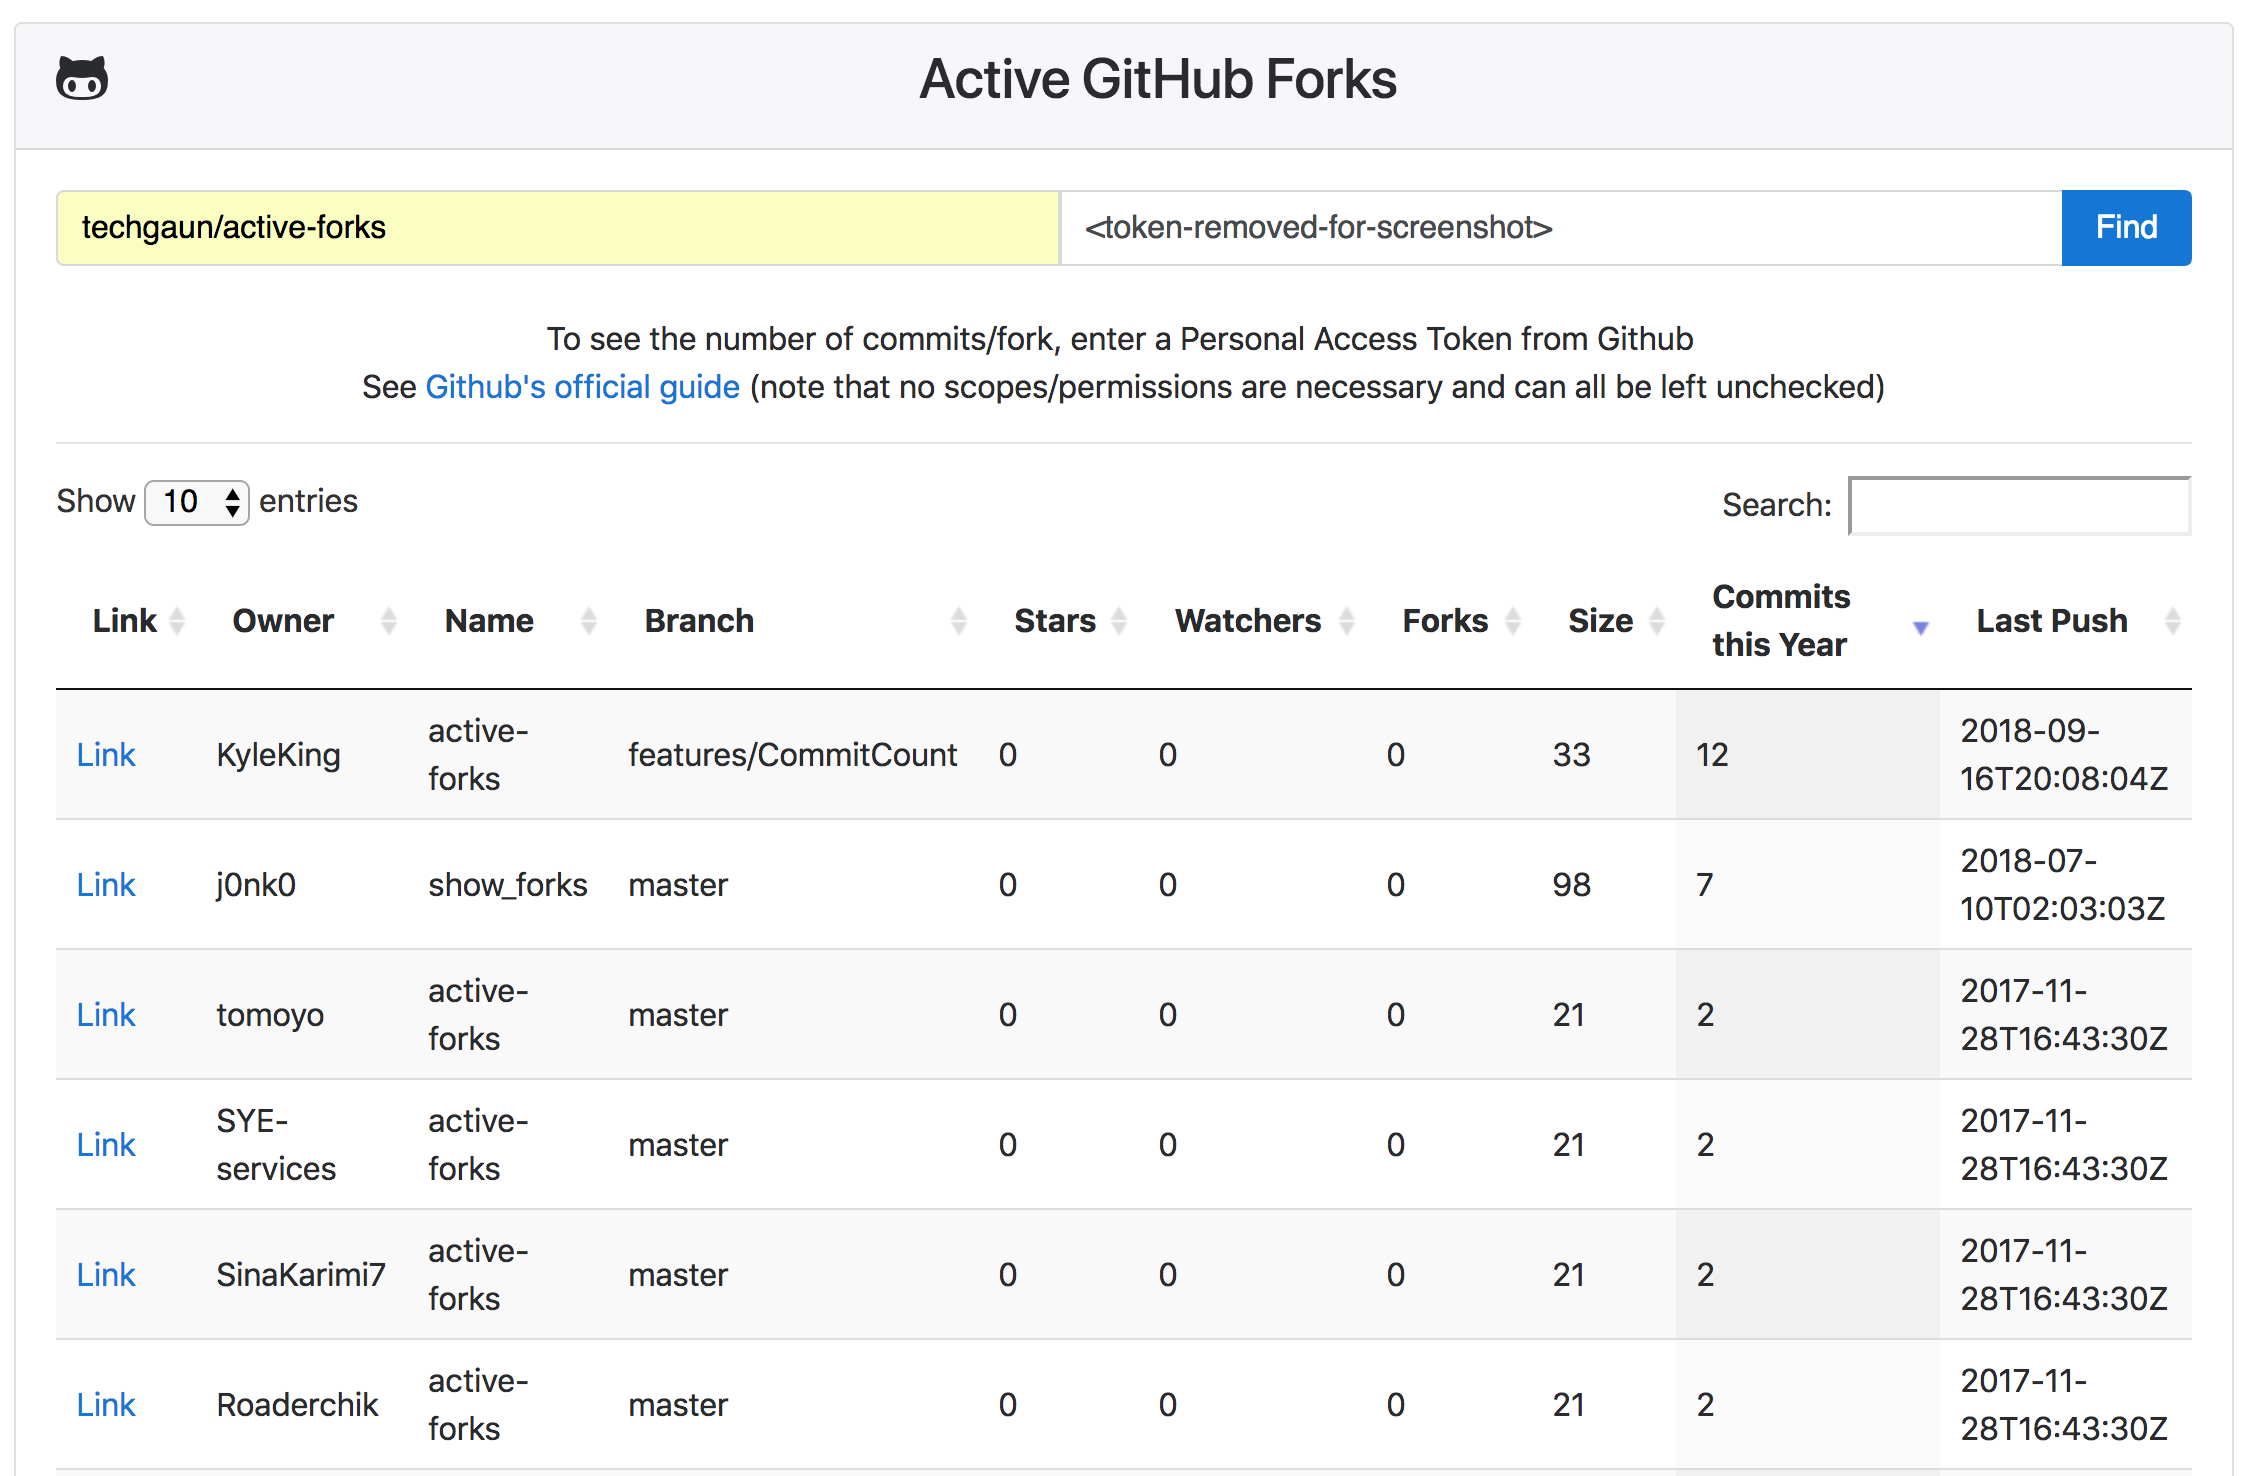 Active GitHub Forks
techgaun/active-forks <token-removed-for-screenshot> Find
To see the number of commits/fork, enter a Personal Access Token from Github
See Github's official guide (note that no scopes/permissions are necessary and can all be left unchecked)
Show 10 entries Search:
Link Owner Name Branch Stars Watchers Forks Size Commits this Year Last Push
Link KyleKing active-forks features/CommitCount 0 0 0 33 12 2018-09-16T20:08:04Z
Link j0nk0 show_forks master 0 0 0 98 7 2018-07-10T02:03:03Z
Link tomoyo active-forks master 0 0 0 21 2 2017-11-28T16:43:30Z
Link SYE-services active-forks master 0 0 0 21 2 2017-11-28T16:43:30Z
Link SinaKarimi7 active-forks master 0 0 0 21 2 2017-11-28T16:43:30Z
Link Roaderchik active-forks master 0 0 0 21 2 2017-11-28T16:43:30Z